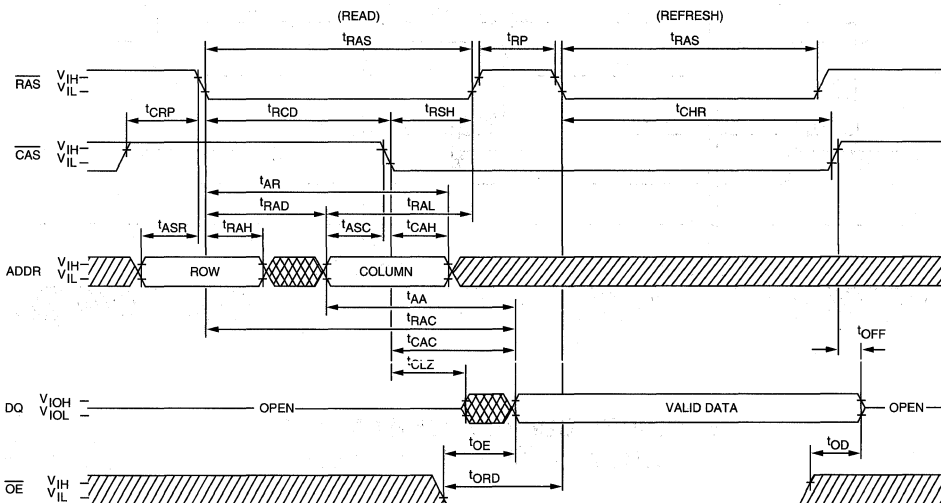 (READ) (REFRESH)
tRAS tRP tRAS
RAS VIH VIL
tCRP tRCD tRSH tCHR
CAS VIH VIL
tAR
tRAD tRAL
tASR tRAH tASC tCAH
ADDR VIH VIL ROW COLUMN
tAA
tRAC
tCAC tOFF
tCLZ
DQ VIOH VIOL OPEN VALID DATA OPEN
tOE tOD
tORD
OE VIH VIL